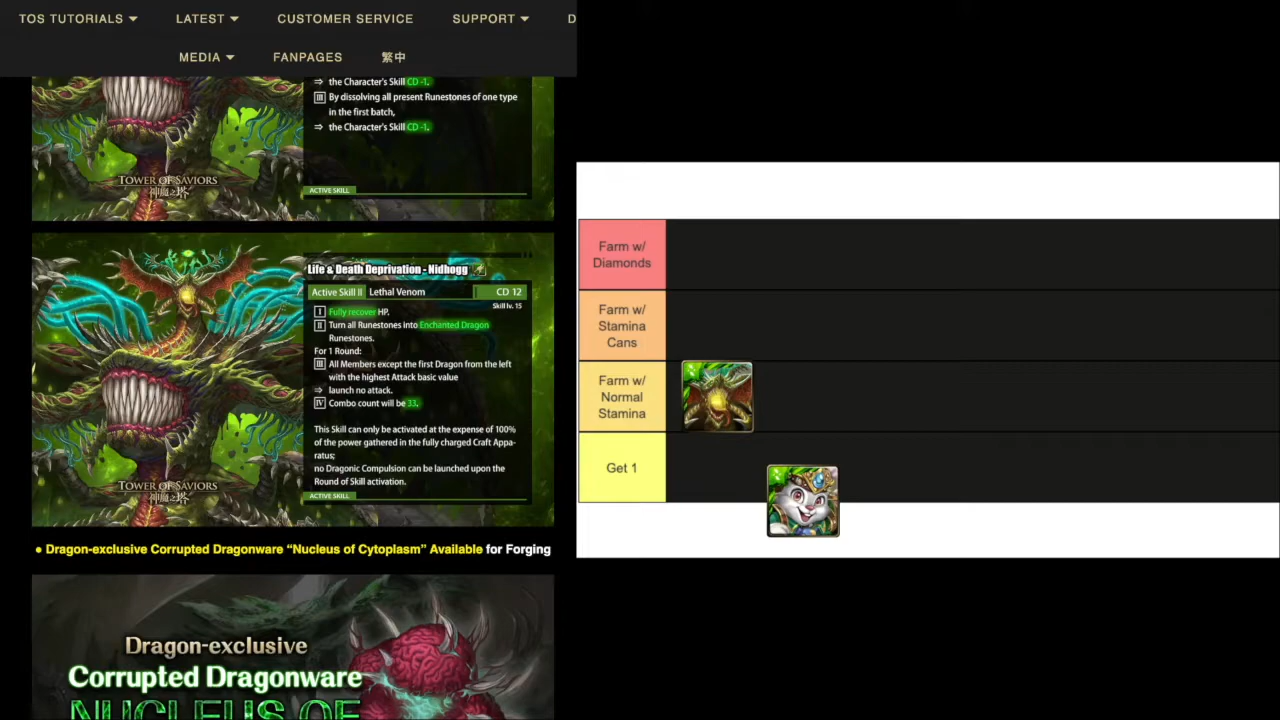 TOS TUTORIALS
LATEST
CUSTOMER SERVICE
SUPPORT
D
MEDIA
FANPAGES
繁中
⇒ the Character's Skill CD -1.
III By dissolving all present Runestones of one type
in the first batch,
⇒ the Character's Skill CD -1.
TOWER OF SAVIORS
神魔之塔
ACTIVE SKILL
Life & Death Deprivation - Nidhogg
Active Skill II Lethal Venom CD 12
Skill lv. 15
I Fully recover HP.
II Turn all Runestones into Enchanted Dragon
Runestones.
For 1 Round:
III All Members except the first Dragon from the left
with the highest Attack basic value
⇒ launch no attack.
IV Combo count will be 33.
This Skill can only be activated at the expense of 100%
of the power gathered in the fully charged Craft Appa-
ratus;
no Dragonic Compulsion can be launched upon the
Round of Skill activation.
TOWER OF SAVIORS
神魔之塔
ACTIVE SKILL
● Dragon-exclusive Corrupted Dragonware “Nucleus of Cytoplasm” Available for Forging
Dragon-exclusive
Corrupted Dragonware
NUCLEUS OF
Farm w/
Diamonds
Farm w/
Stamina
Cans
Farm w/
Normal
Stamina
Get 1